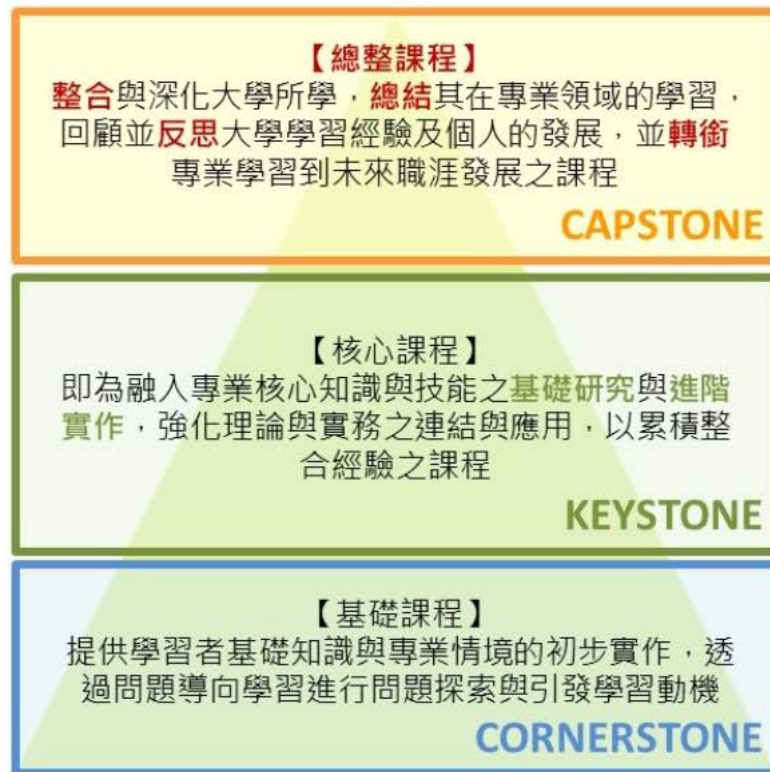 【總整課程】
整合與深化大學所學，總結其在專業領域的學習，
回顧並反思大學學習經驗及個人的發展，並轉銜
專業學習到未來職涯發展之課程
CAPSTONE
【核心課程】
即為融入專業核心知識與技能之基礎研究與進階
實作，強化理論與實務之連結與應用，以累積整
合經驗之課程
KEYSTONE
【基礎課程】
提供學習者基礎知識與專業情境的初步實作，透
過問題導向學習進行問題探索與引發學習動機
CORNERSTONE